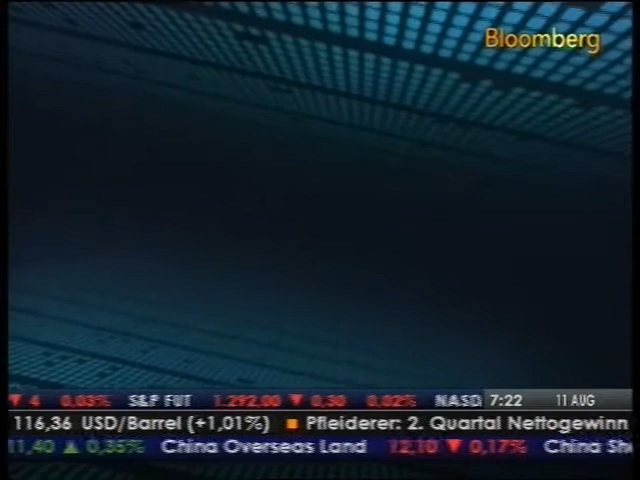 Bloomberg
▼ 4 0,03% S&P FUT 1.292,00 ▼ 0,30 0,02% NASD 7:22 11 AUG
116,36 USD/Barrel (+1,01%) ■ Pfleiderer: 2. Quartal Nettogewinn
11,40 ▲ 0,35% China Overseas Land 12,10 ▼ 0,17% China Sh